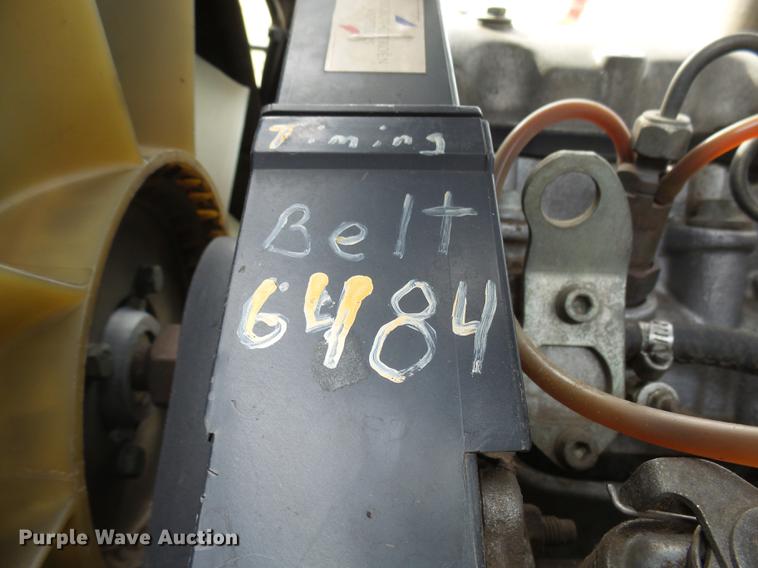 Timing
Belt
6484
Purple Wave Auction